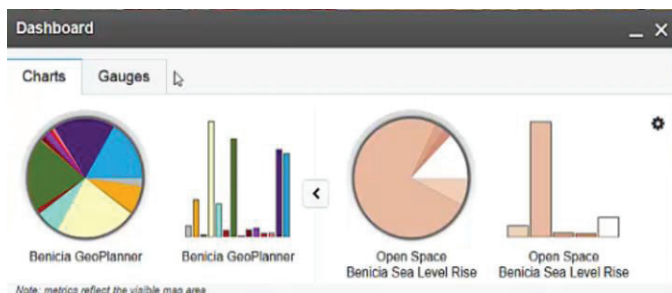 Dashboard
Charts Gauges
Benicia GeoPlanner Benicia GeoPlanner Open Space Open Space
Benicia Sea Level Rise Benicia Sea Level Rise
Note: metrics reflect the visible map area